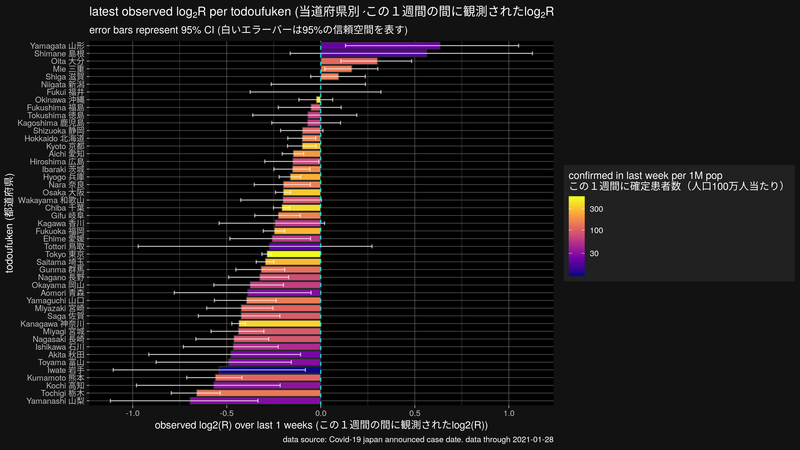 latest observed log₂R per todoufuken (当道府県別 この１週間の間に観測されたlog₂R
error bars represent 95% CI (白いエラーバーは95%の信頼空間を表す)
todoufuken (都道府県)
Yamagata 山形
Shimane 島根
Oita 大分
Mie 三重
Shiga 滋賀
Niigata 新潟
Fukui 福井
Okinawa 沖縄
Fukushima 福島
Tokushima 徳島
Kagoshima 鹿児島
Shizuoka 静岡
Hokkaido 北海道
Kyoto 京都
Aichi 愛知
Hiroshima 広島
Ibaraki 茨城
Hyogo 兵庫
Nara 奈良
Osaka 大阪
Wakayama 和歌山
Chiba 千葉
Gifu 岐阜
Kagawa 香川
Fukuoka 福岡
Ehime 愛媛
Tottori 鳥取
Tokyo 東京
Saitama 埼玉
Gunma 群馬
Nagano 長野
Okayama 岡山
Aomori 青森
Yamaguchi 山口
Miyazaki 宮崎
Saga 佐賀
Kanagawa 神奈川
Miyagi 宮城
Nagasaki 長崎
Ishikawa 石川
Akita 秋田
Toyama 富山
Iwate 岩手
Kumamoto 熊本
Kochi 高知
Tochigi 栃木
Yamanashi 山梨
-1.0 -0.5 0.0 0.5 1.0
observed log2(R) over last 1 weeks (この１週間の間に観測されたlog2(R))
data source: Covid-19 japan announced case date. data through 2021-01-28
confirmed in last week per 1M pop
この１週間に確定患者数（人口100万人当たり）
300
100
30